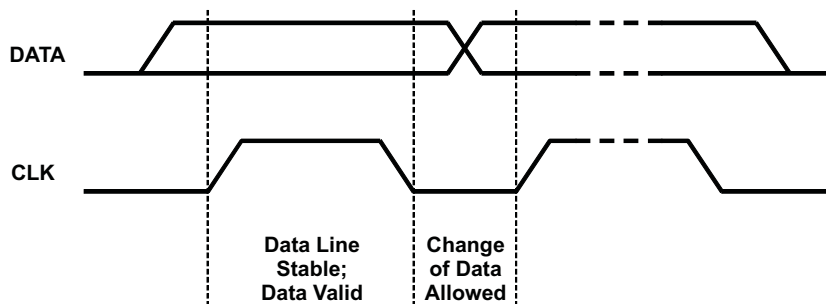 DATA
CLK
Data Line
Stable;
Data Valid
Change
of Data
Allowed